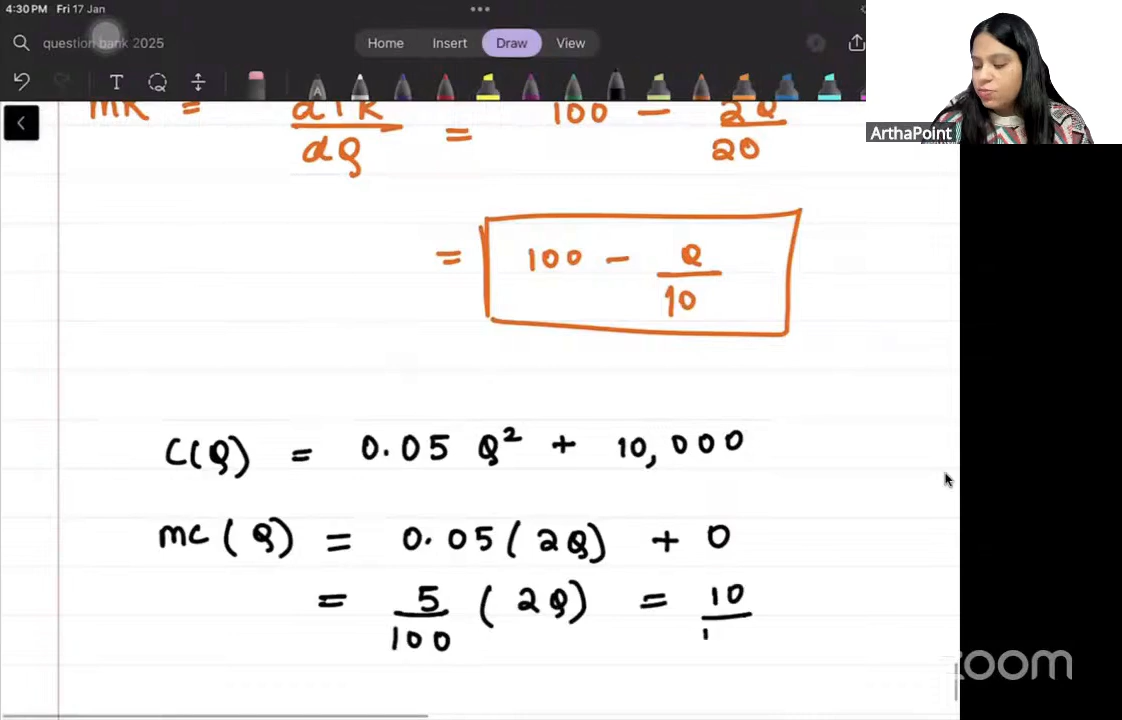 4:30 PM Fri 17 Jan
question bank 2025
Home Insert Draw View
T
A
ArthaPoint
MR = dTR/dQ = 100 - 2Q/20
= 100 - Q/10
C(Q) = 0.05 Q² + 10,000
MC(Q) = 0.05(2Q) + 0
= 5/100 (2Q) = 10/1
zoom